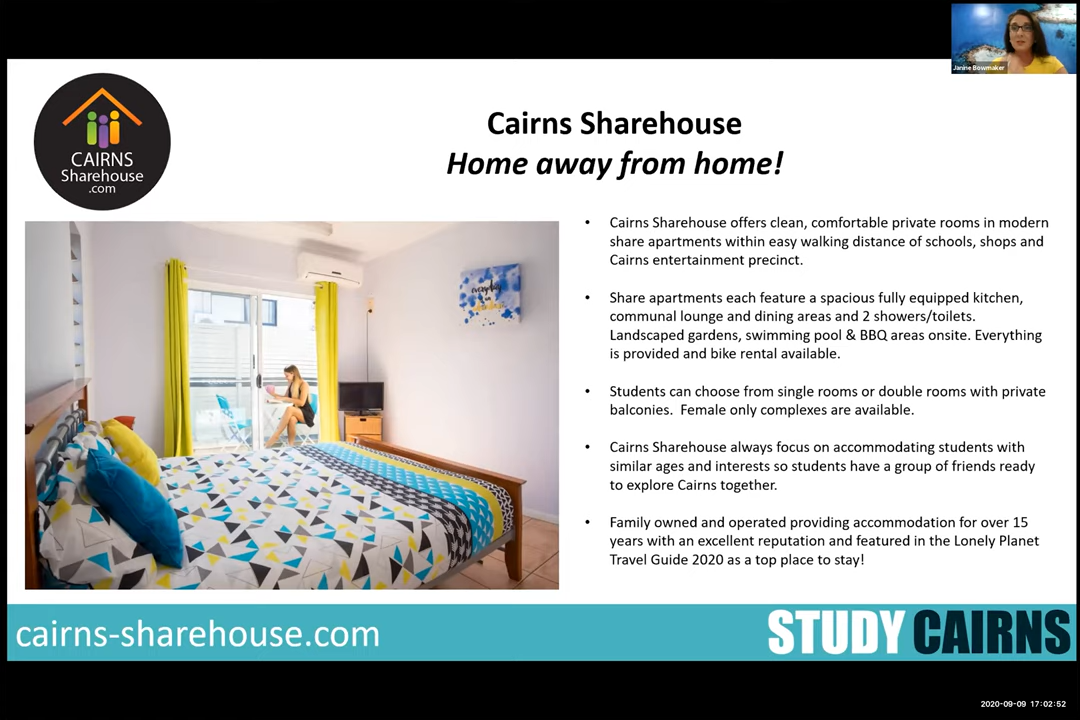 Janine Bowmaker
CAIRNS
Sharehouse
.com
Cairns Sharehouse
Home away from home!
everyday
• Cairns Sharehouse offers clean, comfortable private rooms in modern
share apartments within easy walking distance of schools, shops and
Cairns entertainment precinct.
• Share apartments each feature a spacious fully equipped kitchen,
communal lounge and dining areas and 2 showers/toilets.
Landscaped gardens, swimming pool & BBQ areas onsite. Everything
is provided and bike rental available.
• Students can choose from single rooms or double rooms with private
balconies.  Female only complexes are available.
• Cairns Sharehouse always focus on accommodating students with
similar ages and interests so students have a group of friends ready
to explore Cairns together.
• Family owned and operated providing accommodation for over 15
years with an excellent reputation and featured in the Lonely Planet
Travel Guide 2020 as a top place to stay!
cairns-sharehouse.com
STUDY CAIRNS
2020-09-09 17:02:52